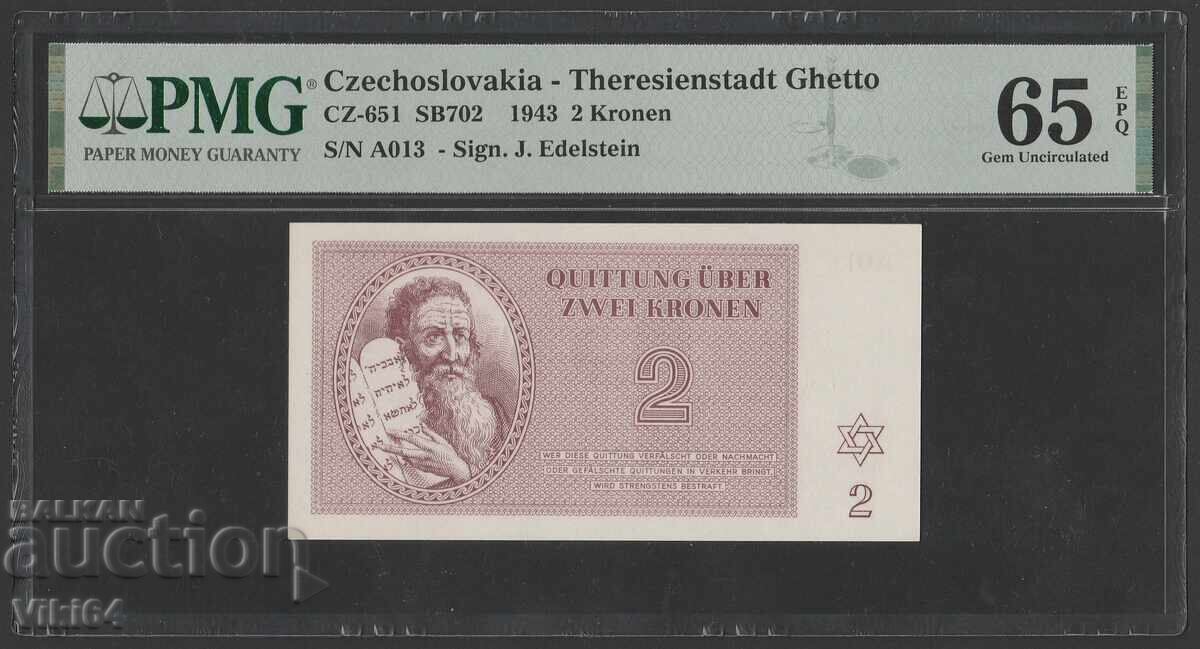 PMG®
PAPER MONEY GUARANTY
Czechoslovakia - Theresienstadt Ghetto
CZ-651 SB702 1943 2 Kronen
S/N A013 - Sign. J. Edelstein
65
EPQ
Gem Uncirculated
QUITTUNG ÜBER
ZWEI KRONEN
2
WER DIESE QUITTUNG VERFÄLSCHT ODER NACHMACHT
ODER GEFÄLSCHTE QUITTUNGEN IN VERKEHR BRINGT,
WIRD STRENGSTENS BESTRAFT.
2
BALKAN
auction
Viki64